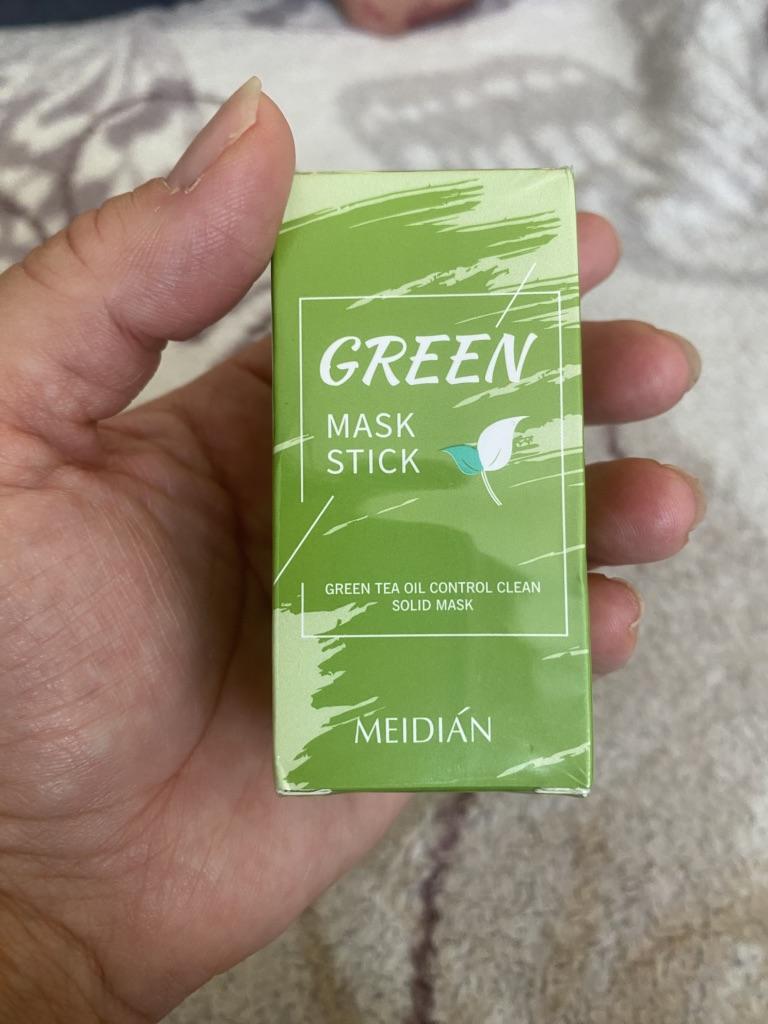 GREEN
MASK
STICK
GREEN TEA OIL CONTROL CLEAN
SOLID MASK
MEIDIÁN